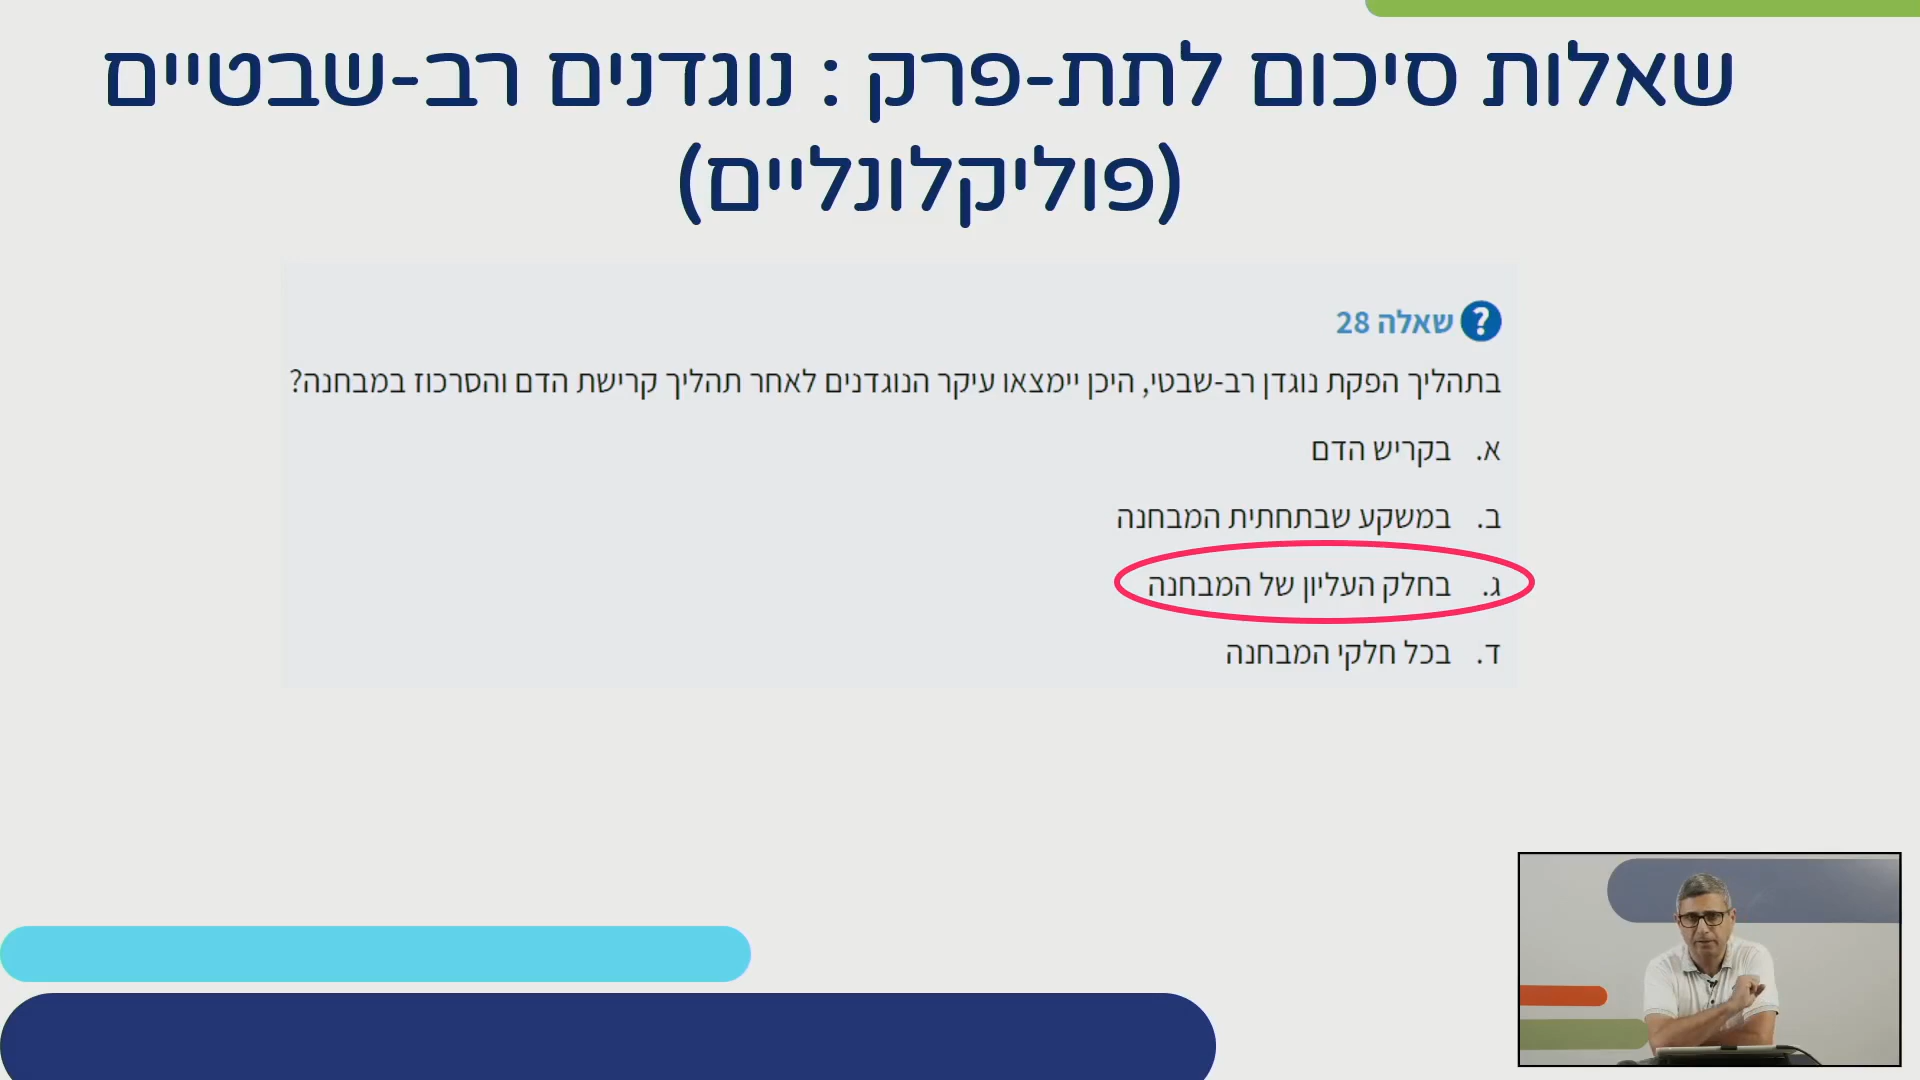 שאלות סיכום לתת-פרק : נוגדנים רב-שבטיים
(פוליקלונליים)
? שאלה 28
בתהליך הפקת נוגדן רב-שבטי, היכן יימצאו עיקר הנוגדנים לאחר תהליך קרישת הדם והסרכוז במבחנה?
א. בקריש הדם
ב. במשקע שבתחתית המבחנה
ג. בחלק העליון של המבחנה
ד. בכל חלקי המבחנה